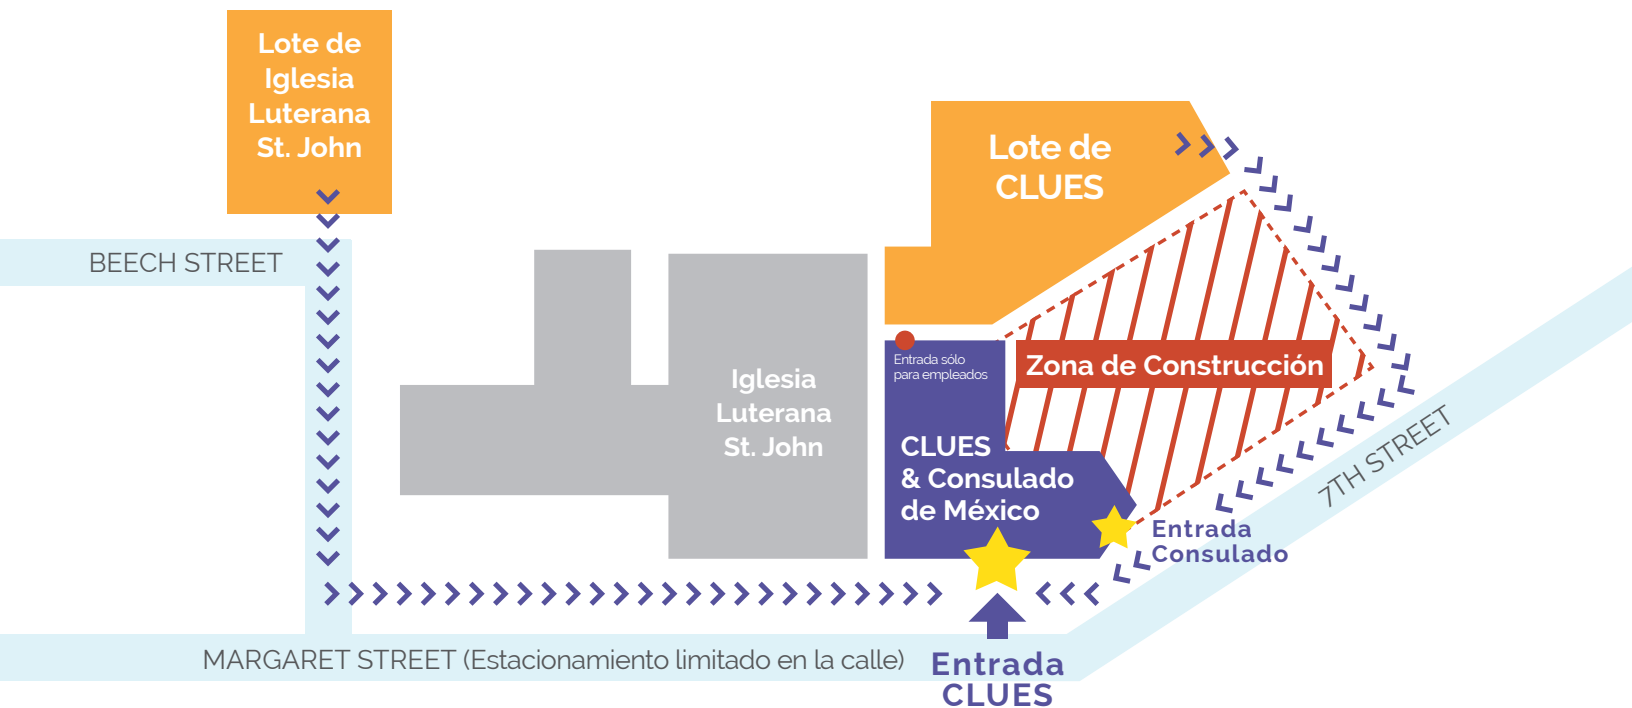 Lote de
Iglesia
Luterana
St. John
Lote de
CLUES
BEECH STREET
Entrada sólo
para empleados
Zona de Construcción
Iglesia
Luterana
St. John
CLUES
& Consulado
de México
7TH STREET
Entrada
Consulado
MARGARET STREET (Estacionamiento limitado en la calle)
Entrada
CLUES